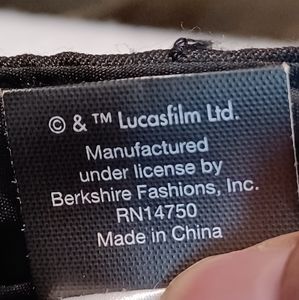 © & ™ Lucasfilm Ltd.
Manufactured
under license by
Berkshire Fashions, Inc.
RN14750
Made in China